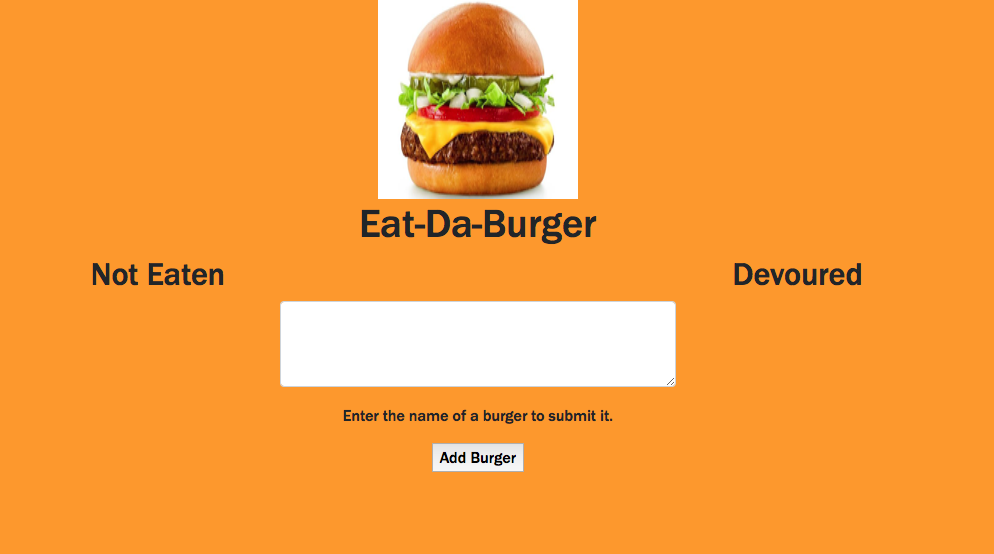 Eat-Da-Burger
Not Eaten
Devoured
Enter the name of a burger to submit it.
Add Burger